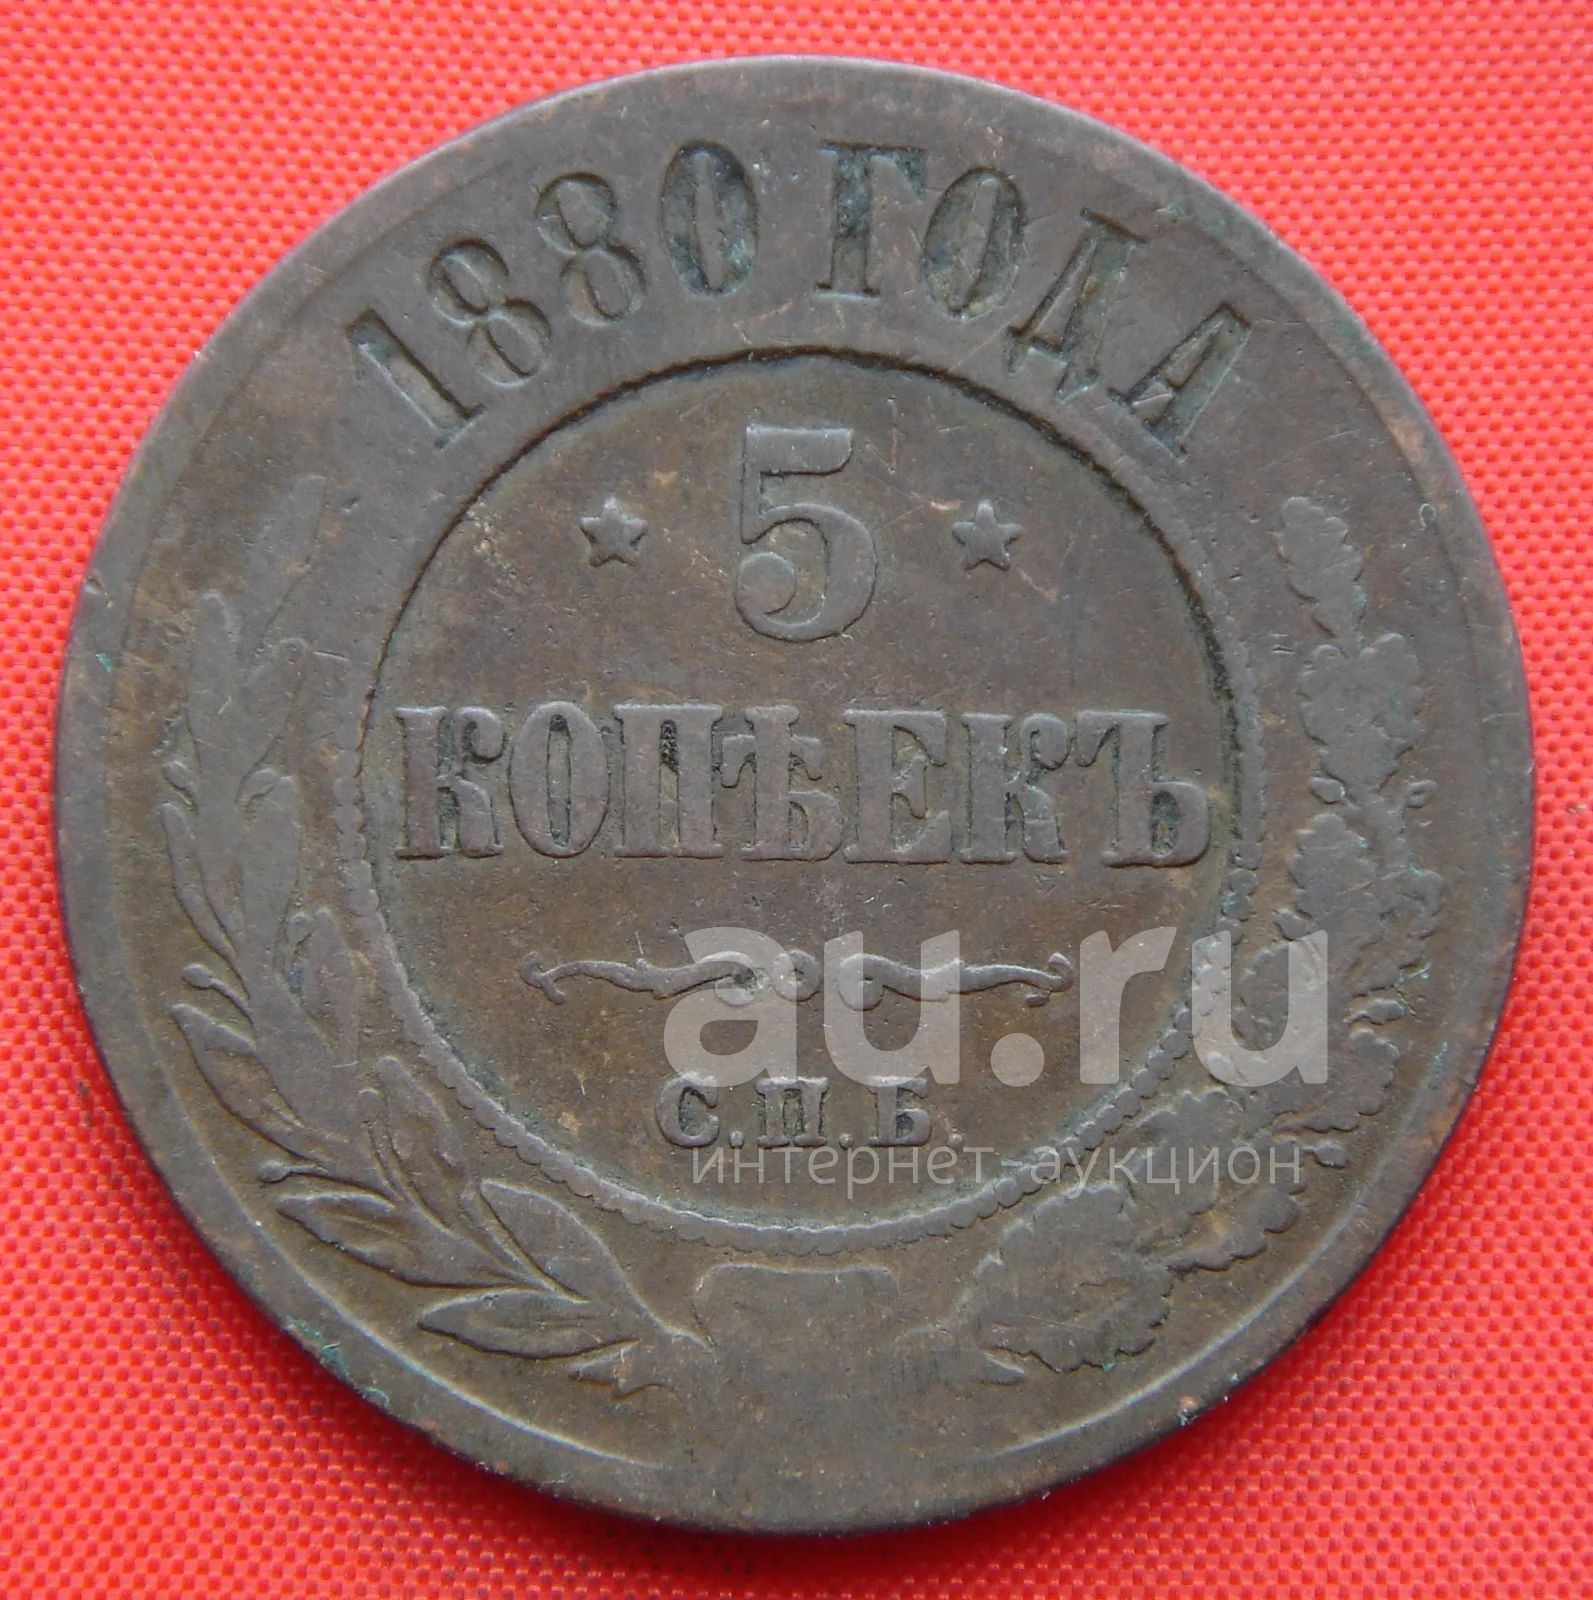 1880 ГОДА
5
КОПѢЕКЪ
au.ru
С.П.Б.
интернет-аукцион